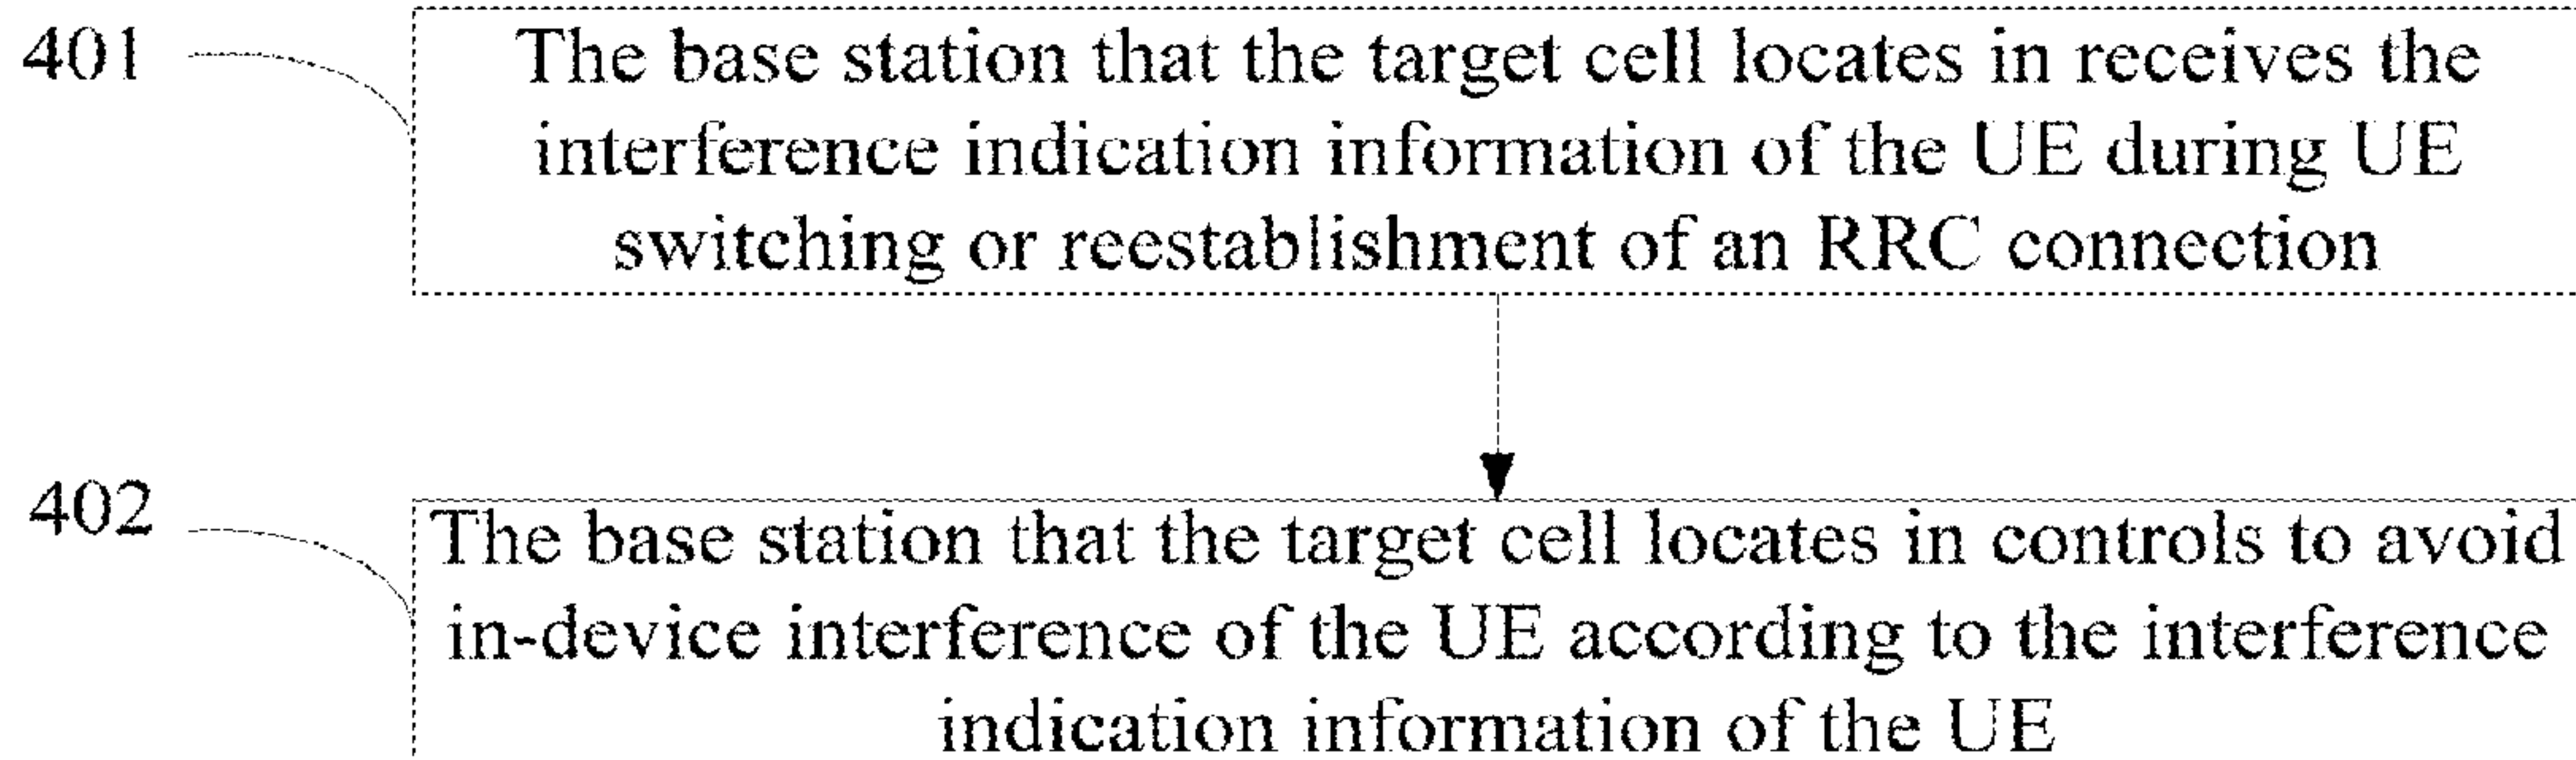 401
The base station that the target cell locates in receives the
interference indication information of the UE during UE
switching or reestablishment of an RRC connection
402
The base station that the target cell locates in controls to avoid
in-device interference of the UE according to the interference
indication information of the UE